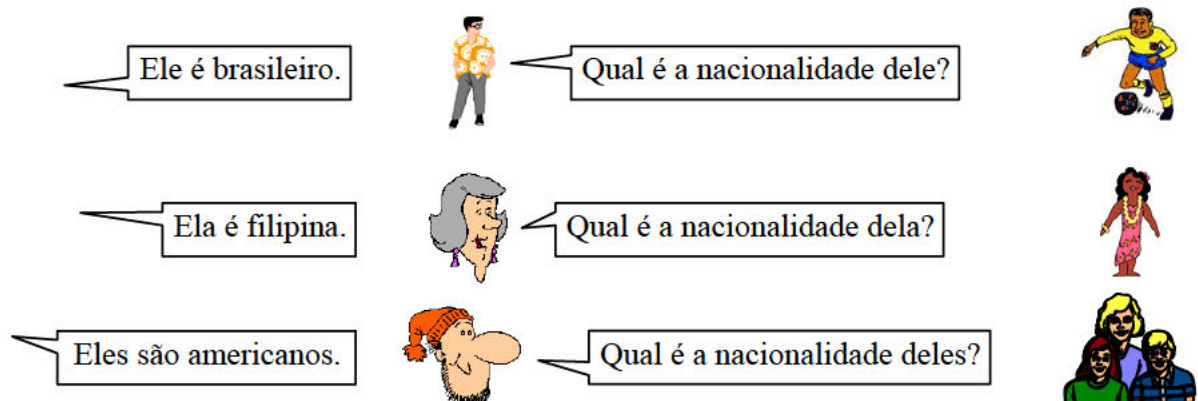 Ele é brasileiro.
Qual é a nacionalidade dele?
Ela é filipina.
Qual é a nacionalidade dela?
Eles são americanos.
Qual é a nacionalidade deles?